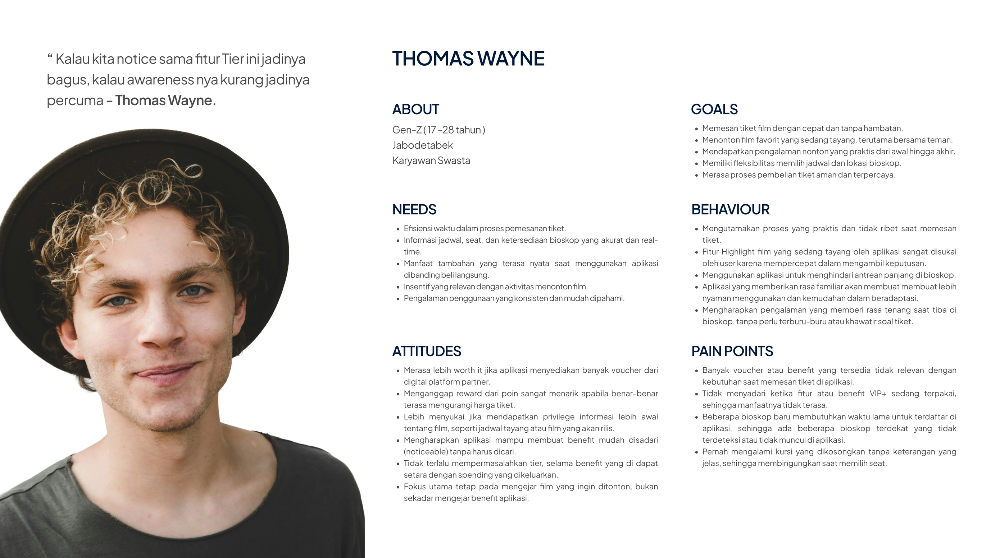 “ Kalau kita notice sama fitur Tier ini jadinya
bagus, kalau awareness nya kurang jadinya
percuma – Thomas Wayne.
THOMAS WAYNE
ABOUT
Gen-Z ( 17 -28 tahun )
Jabodetabek
Karyawan Swasta
GOALS
• Memesan tiket film dengan cepat dan tanpa hambatan.
• Menonton film favorit yang sedang tayang, terutama bersama teman.
• Mendapatkan pengalaman nonton yang praktis dari awal hingga akhir.
• Memiliki fleksibilitas memilih jadwal dan lokasi bioskop.
• Merasa proses pembelian tiket aman dan terpercaya.
NEEDS
• Efisiensi waktu dalam proses pemesanan tiket.
• Informasi jadwal, seat, dan ketersediaan bioskop yang akurat dan real-
time.
• Manfaat tambahan yang terasa nyata saat menggunakan aplikasi
dibanding beli langsung.
• Insentif yang relevan dengan aktivitas menonton film.
• Pengalaman penggunaan yang konsisten dan mudah dipahami.
BEHAVIOUR
• Mengutamakan proses yang praktis dan tidak ribet saat memesan
tiket.
• Fitur Highlight film yang sedang tayang oleh aplikasi sangat disukai
oleh user karena mempercepat dalam mengambil keputusan.
• Menggunakan aplikasi untuk menghindari antrean panjang di bioskop.
• Aplikasi yang memberikan rasa familiar akan membuat membuat lebih
nyaman menggunakan dan kemudahan dalam beradaptasi.
• Mengharapkan pengalaman yang memberi rasa tenang saat tiba di
bioskop, tanpa perlu terburu-buru atau khawatir soal tiket.
ATTITUDES
• Merasa lebih worth it jika aplikasi menyediakan banyak voucher dari
digital platform partner.
• Menganggap reward dari poin sangat menarik apabila benar-benar
terasa mengurangi harga tiket.
• Lebih menyukai jika mendapatkan privilege informasi lebih awal
tentang film, seperti jadwal tayang atau film yang akan rilis.
• Mengharapkan aplikasi mampu membuat benefit mudah disadari
(noticeable) tanpa harus dicari.
• Tidak terlalu mempermasalahkan tier, selama benefit yang di dapat
setara dengan spending yang dikeluarkan.
• Fokus utama tetap pada mengejar film yang ingin ditonton, bukan
sekadar mengejar benefit aplikasi.
PAIN POINTS
• Banyak voucher atau benefit yang tersedia tidak relevan dengan
kebutuhan saat memesan tiket di aplikasi.
• Tidak menyadari ketika fitur atau benefit VIP+ sedang terpakai,
sehingga manfaatnya tidak terasa.
• Beberapa bioskop baru membutuhkan waktu lama untuk terdaftar di
aplikasi, sehingga ada beberapa bioskop terdekat yang tidak
terdeteksi atau tidak muncul di aplikasi.
• Pernah mengalami kursi yang dikosongkan tanpa keterangan yang
jelas, sehingga membingungkan saat memilih seat.